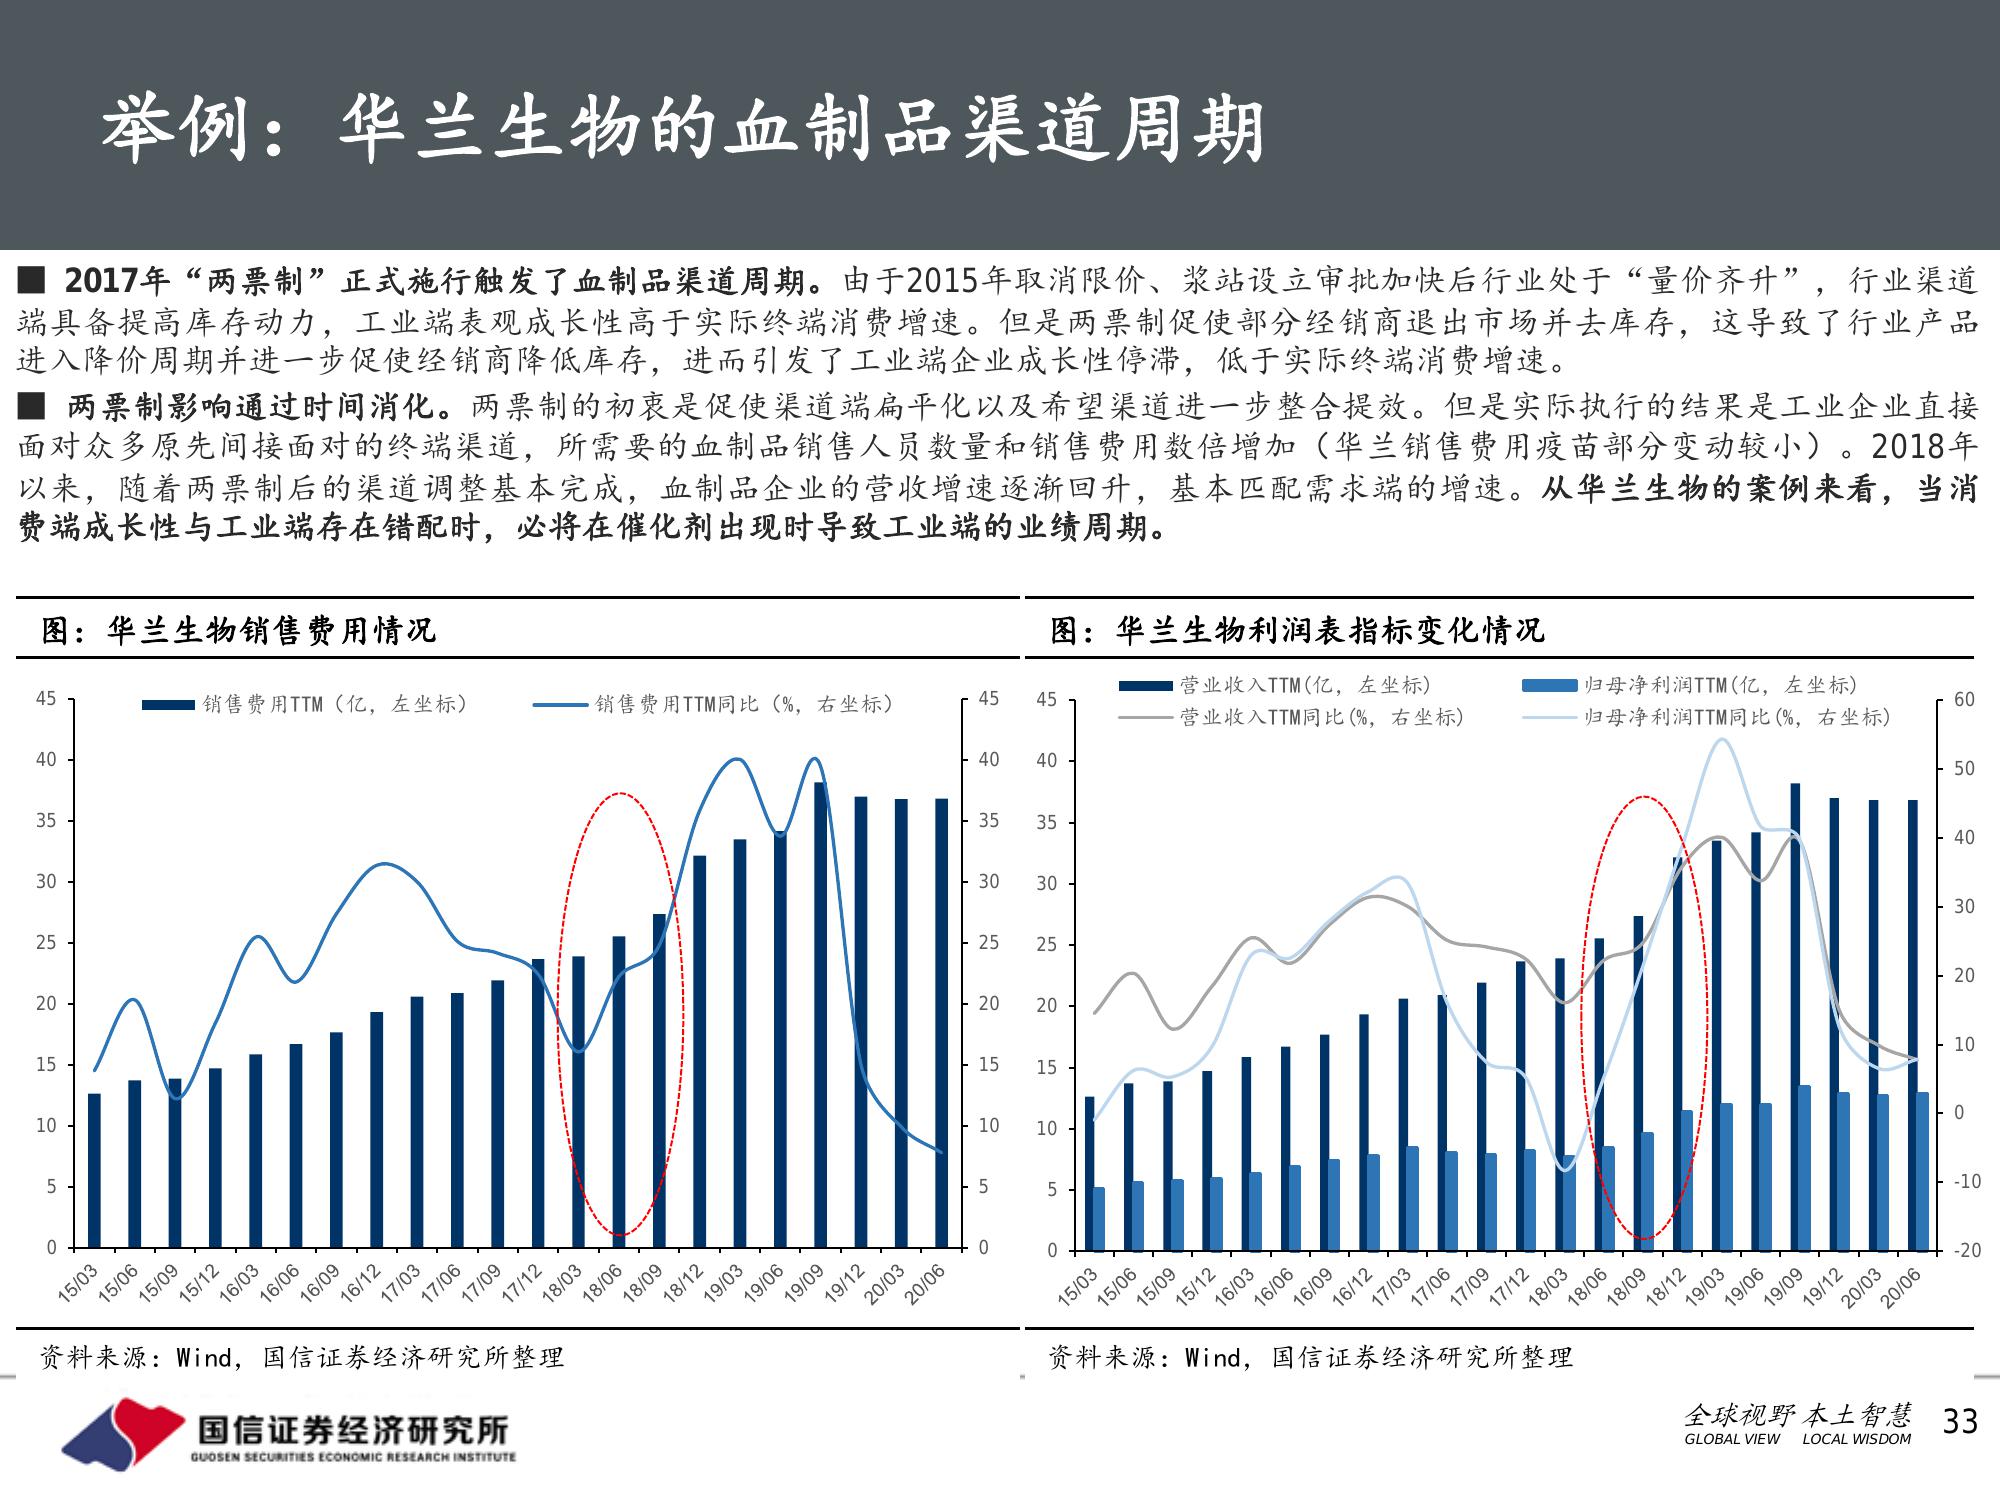 举例：华兰生物的血制品渠道周期
■ 2017年“两票制”正式施行触发了血制品渠道周期。由于2015年取消限价、浆站设立审批加快后行业处于“量价齐升”，行业渠道
端具备提高库存动力，工业端表观成长性高于实际终端消费增速。但是两票制促使部分经销商退出市场并去库存，这导致了行业产品
进入降价周期并进一步促使经销商降低库存，进而引发了工业端企业成长性停滞，低于实际终端消费增速。
■ 两票制影响通过时间消化。两票制的初衷是促使渠道端扁平化以及希望渠道进一步整合提效。但是实际执行的结果是工业企业直接
面对众多原先间接面对的终端渠道，所需要的血制品销售人员数量和销售费用数倍增加（华兰销售费用疫苗部分变动较小）。2018年
以来，随着两票制后的渠道调整基本完成，血制品企业的营收增速逐渐回升，基本匹配需求端的增速。从华兰生物的案例来看，当消
费端成长性与工业端存在错配时，必将在催化剂出现时导致工业端的业绩周期。
图：华兰生物销售费用情况
销售费用TTM（亿，左坐标）
销售费用TTM同比（%，右坐标）
45
40
35
30
25
20
15
10
5
0
45
40
35
30
25
20
15
10
5
0
15/03 15/06 15/09 15/12 16/03 16/06 16/09 16/12 17/03 17/06 17/09 17/12 18/03 18/06 18/09 18/12 19/03 19/06 19/09 19/12 20/03 20/06
资料来源：Wind，国信证券经济研究所整理
图：华兰生物利润表指标变化情况
营业收入TTM(亿，左坐标)
归母净利润TTM(亿，左坐标)
营业收入TTM同比(%，右坐标)
归母净利润TTM同比(%，右坐标)
45
40
35
30
25
20
15
10
5
0
60
50
40
30
20
10
0
-10
-20
15/03 15/06 15/09 15/12 16/03 16/06 16/09 16/12 17/03 17/06 17/09 17/12 18/03 18/06 18/09 18/12 19/03 19/06 19/09 19/12 20/03 20/06
资料来源：Wind，国信证券经济研究所整理
国信证券经济研究所
GUOSEN SECURITIES ECONOMIC RESEARCH INSTITUTE
全球视野 本土智慧
GLOBAL VIEW LOCAL WISDOM
33